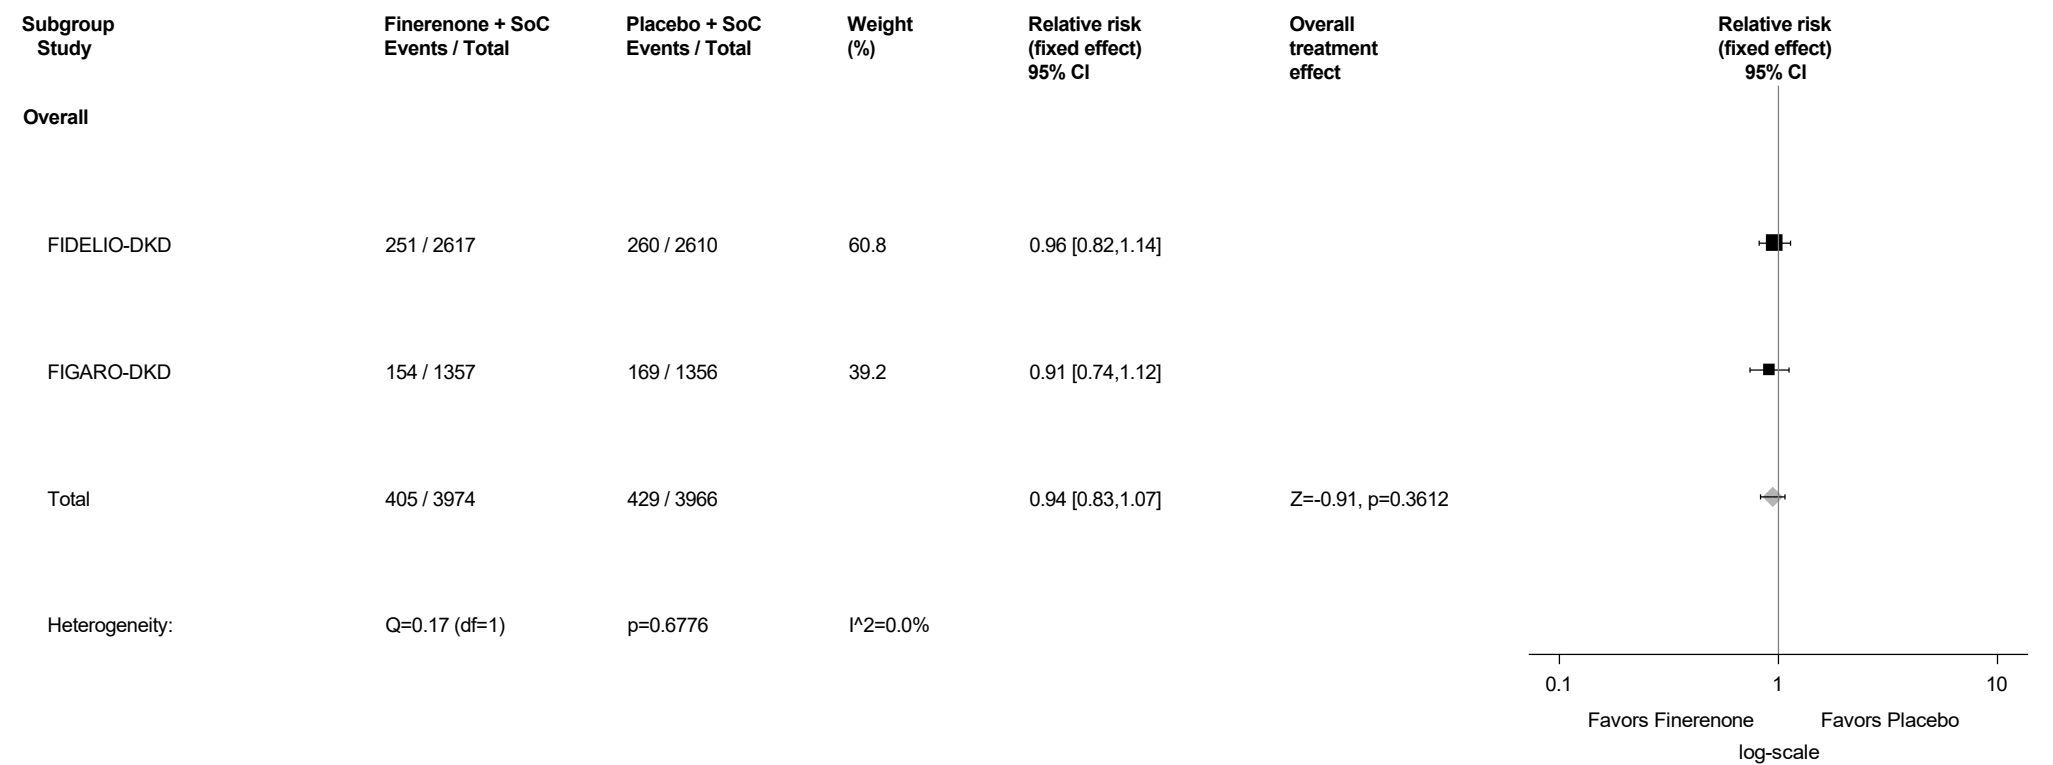 Subgroup Finerenone + SoC Placebo + SoC Weight Relative risk Overall Relative risk
Study Events / Total Events / Total (%) (fixed effect) treatment (fixed effect)
95% CI effect 95% CI
Overall
FIDELIO-DKD 251 / 2617 260 / 2610 60.8 0.96 [0.82,1.14]
FIGARO-DKD 154 / 1357 169 / 1356 39.2 0.91 [0.74,1.12]
Total 405 / 3974 429 / 3966 0.94 [0.83,1.07] Z=-0.91, p=0.3612
Heterogeneity: Q=0.17 (df=1) p=0.6776 I^2=0.0%
0.1 1 10
Favors Finerenone Favors Placebo
log-scale